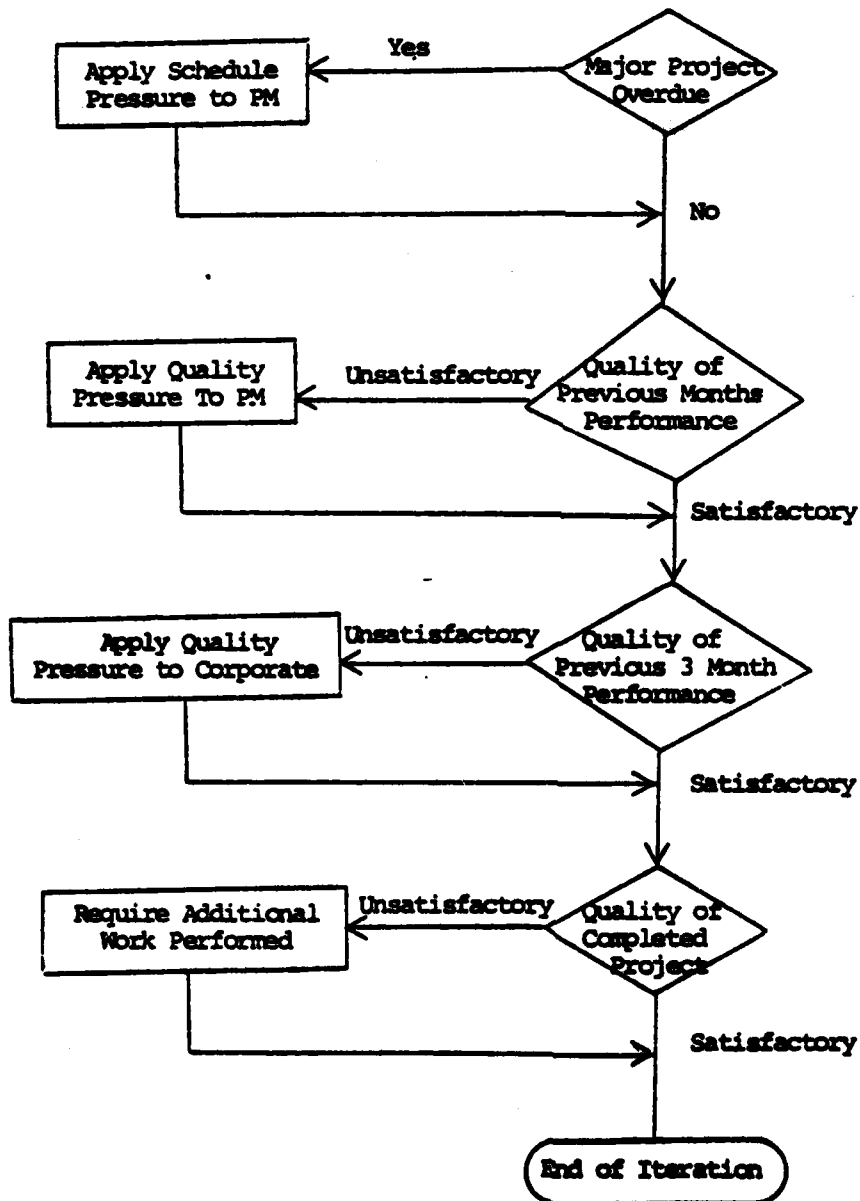 Yes
Major Project
Overdue
Apply Schedule
Pressure to PM
No
Quality of
Previous Months
Performance
Unsatisfactory
Apply Quality
Pressure To PM
Satisfactory
Quality of
Previous 3 Month
Performance
Unsatisfactory
Apply Quality
Pressure to Corporate
Satisfactory
Quality of
Completed
Project
Unsatisfactory
Require Additional
Work Performed
Satisfactory
End of Iteration